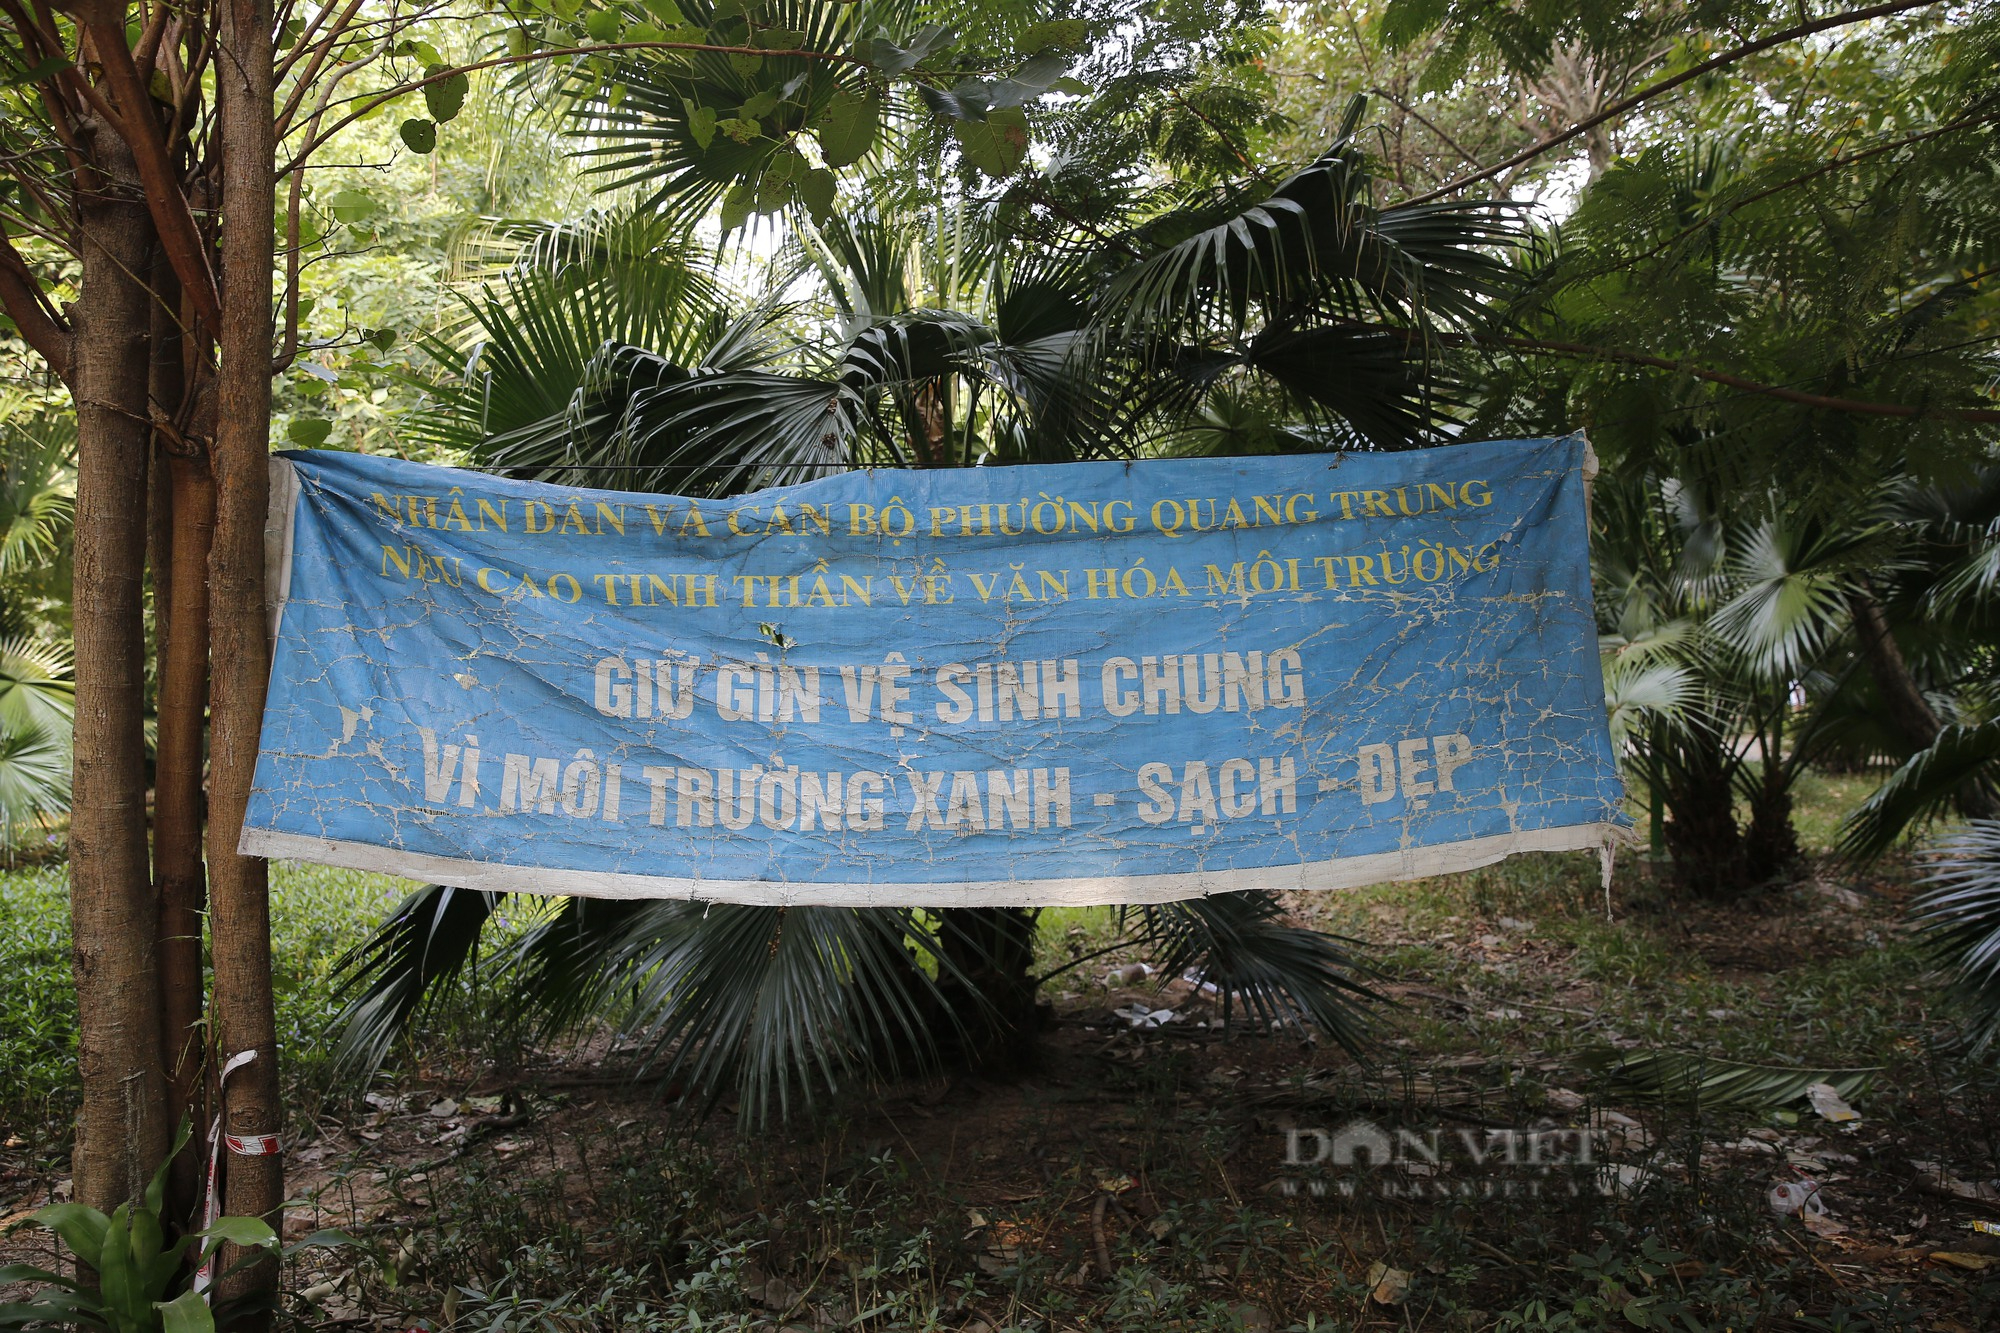 NHÂN DÂN VÀ CÁN BỘ PHƯỜNG QUANG TRUNG
NÊU CAO TINH THẦN VỀ VĂN HÓA MÔI TRƯỜNG
GIỮ GÌN VỆ SINH CHUNG
VÌ MÔI TRƯỜNG XANH - SẠCH - ĐẸP
DÂN VIỆT
WWW.DANVIET.VN